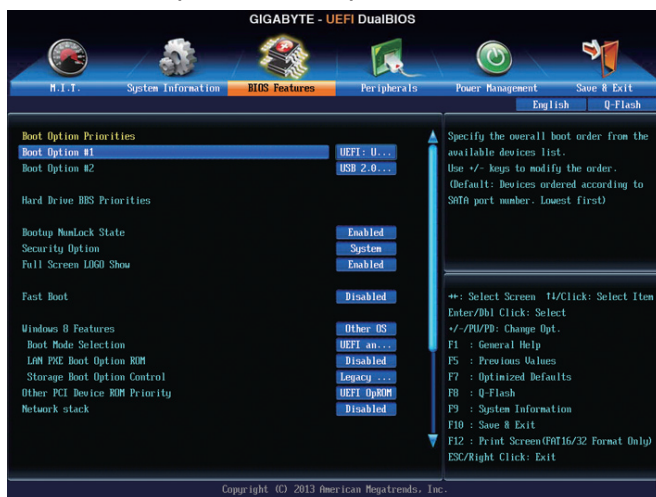 GIGABYTE - UEFI DualBIOS
M.I.T.
System Information
BIOS Features
Peripherals
Power Management
Save & Exit
English
Q-Flash
Boot Option Priorities
Boot Option #1 UEFI: U...
Boot Option #2 USB 2.0...
Hard Drive BBS Priorities
Bootup NumLock State Enabled
Security Option System
Full Screen LOGO Show Enabled
Fast Boot Disabled
Windows 8 Features Other OS
Boot Mode Selection UEFI an...
LAN PXE Boot Option ROM Disabled
Storage Boot Option Control Legacy ...
Other PCI Device ROM Priority UEFI OpROM
Network stack Disabled
Specify the overall boot order from the
available devices list.
Use +/- keys to modify the order.
(Default: Devices ordered according to
SATA port number. Lowest first)
→←: Select Screen ↑↓/Click: Select Item
Enter/Dbl Click: Select
+/-/PU/PD: Change Opt.
F1 : General Help
F5 : Previous Values
F7 : Optimized Defaults
F8 : Q-Flash
F9 : System Information
F10 : Save & Exit
F12 : Print Screen(FAT16/32 Format Only)
ESC/Right Click: Exit
Copyright (C) 2013 American Megatrends, Inc.